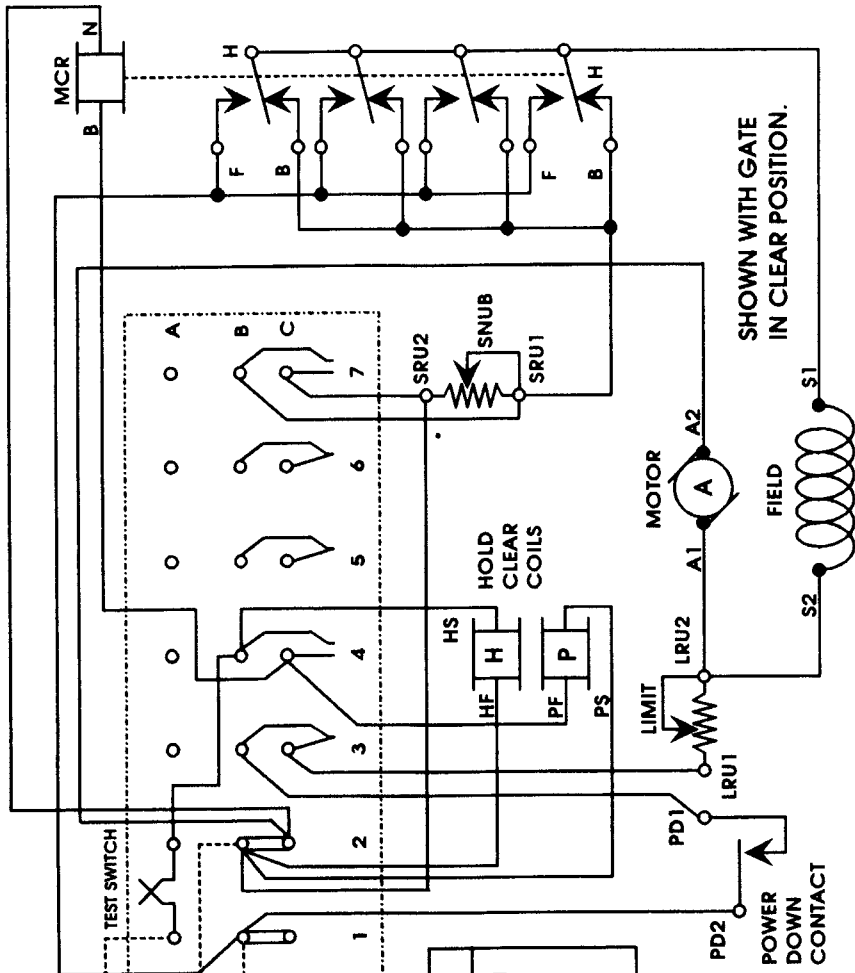 N
MCR
B
H
H
F
B
F
B
SHOWN WITH GATE
IN CLEAR POSITION.
A
B
C
7
6
5
4
3
2
1
TEST SWITCH
SRU2
SNUB
SRU1
HOLD
CLEAR
COILS
HS
H
HF
P
PF
PS
MOTOR
A2
A
A1
FIELD
S1
S2
LRU2
LIMIT
LRU1
PD1
PD2
POWER
DOWN
CONTACT